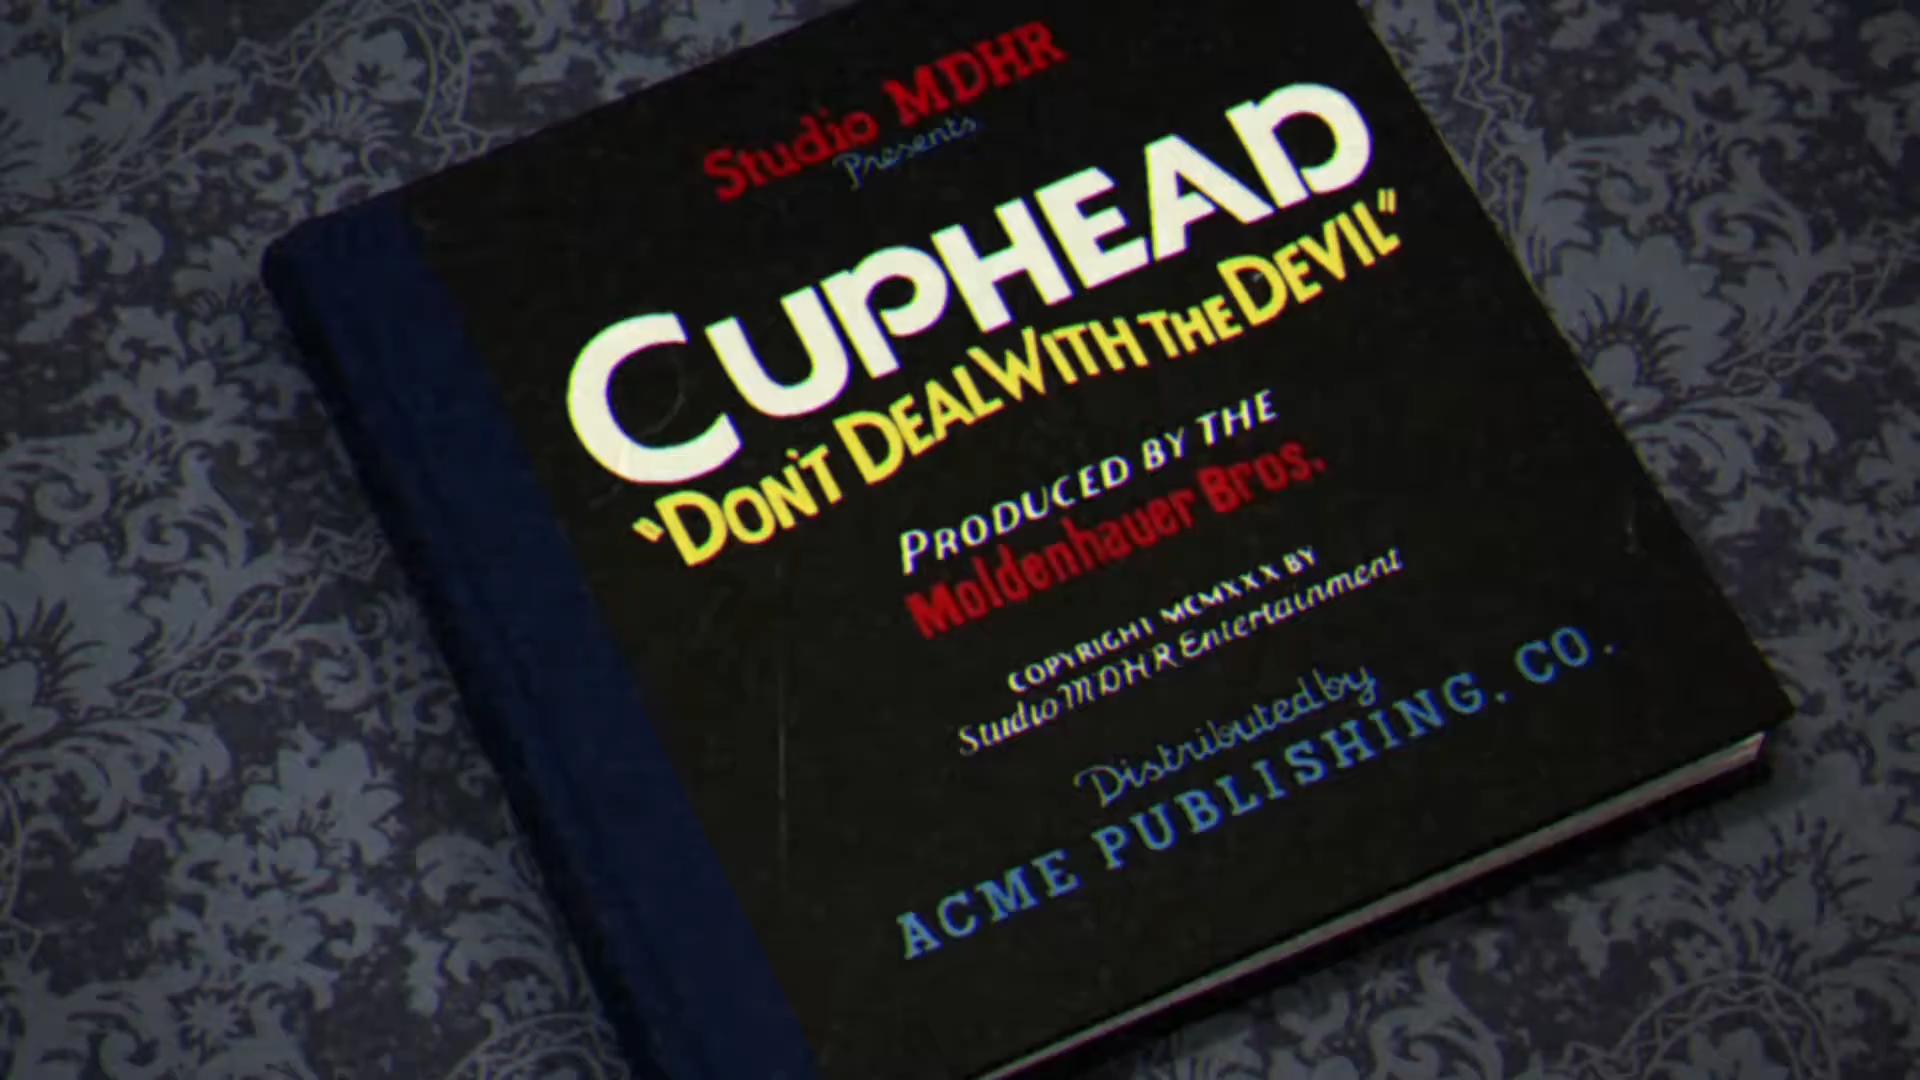 Studio MDHR
Presents
CUPHEAD
"DON'T DEAL WITH THE DEVIL"
PRODUCED BY THE
Moldenhauer Bros.
COPYRIGHT MCMXXX BY
Studio MDHR Entertainment
Distributed by
ACME PUBLISHING. CO.